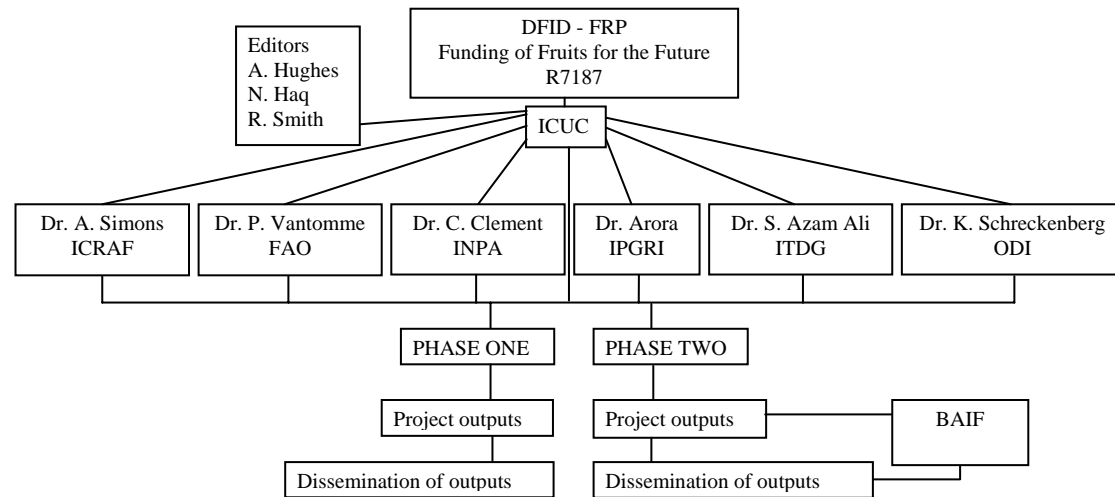 Editors
A. Hughes
N. Haq
R. Smith
DFID - FRP
Funding of Fruits for the Future
R7187
ICUC
Dr. A. Simons
ICRAF
Dr. P. Vantomme
FAO
Dr. C. Clement
INPA
Dr. Arora
IPGRI
Dr. S. Azam Ali
ITDG
Dr. K. Schreckenberg
ODI
PHASE ONE
PHASE TWO
Project outputs
Project outputs
BAIF
Dissemination of outputs
Dissemination of outputs